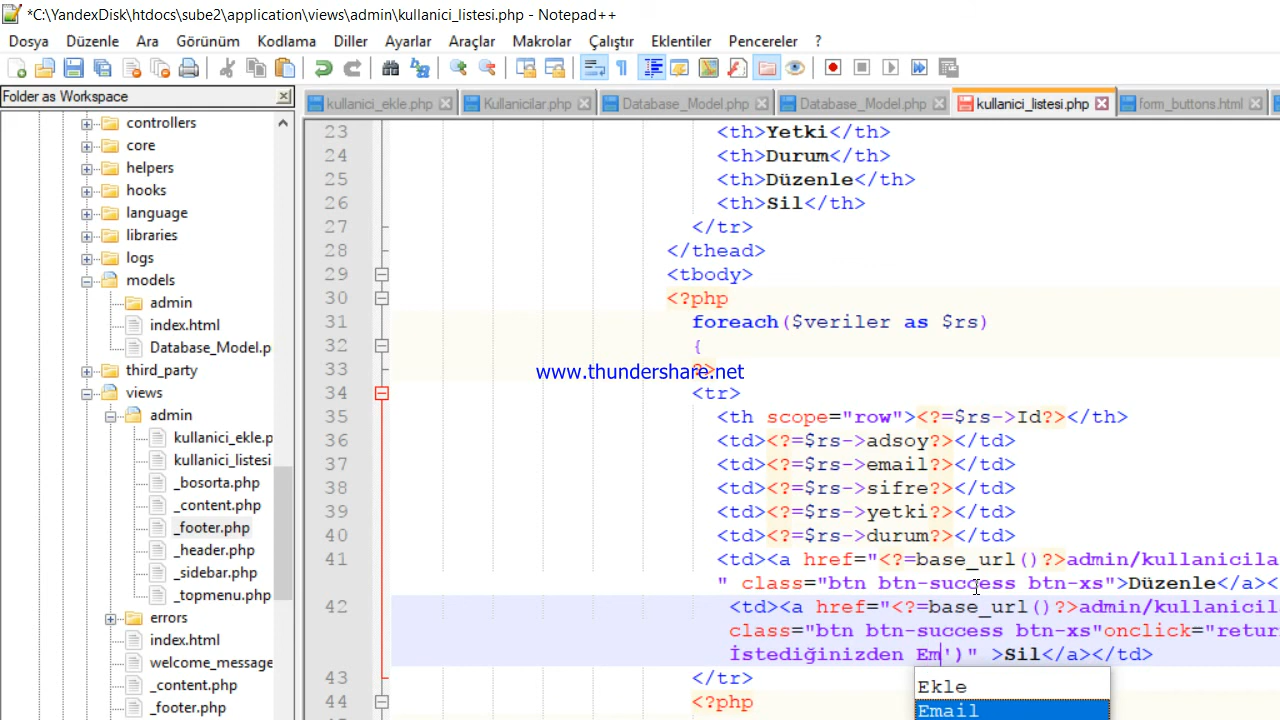 *C:\YandexDisk\htdocs\sube2\application\views\admin\kullanici_listesi.php - Notepad++
Dosya Düzenle Ara Görünüm Kodlama Diller Ayarlar Araçlar Makrolar Çalıştır Eklentiler Pencereler ?
Folder as Workspace
kullanici_ekle.php Kullanicilar.php Database_Model.php Database_Model.php kullanici_listesi.php form_buttons.html
controllers
core
helpers
hooks
language
libraries
logs
models
admin
index.html
Database_Model.p
third_party
views
admin
kullanici_ekle.p
kullanici_listesi
_bosorta.php
_content.php
_footer.php
_header.php
_sidebar.php
_topmenu.php
errors
index.html
welcome_message
_content.php
_footer.php
23 <th>Yetki</th>
24 <th>Durum</th>
25 <th>Düzenle</th>
26 <th>Sil</th>
27 </tr>
28 </thead>
29 <tbody>
30 <?php
31 foreach($veriler as $rs)
32 {
33 ?>
www.thundershare.net
34 <tr>
35 <th scope="row"><?=$rs->Id?></th>
36 <td><?=$rs->adsoy?></td>
37 <td><?=$rs->email?></td>
38 <td><?=$rs->sifre?></td>
39 <td><?=$rs->yetki?></td>
40 <td><?=$rs->durum?></td>
41 <td><a href="<?=base_url()?>admin/kullanicila
" class="btn btn-success btn-xs">Düzenle</a><
42 <td><a href="<?=base_url()?>admin/kullanicil
class="btn btn-success btn-xs"onclick="retur
İstediğinizden Em')" >Sil</a></td>
43 </tr>
44 <?php
Ekle
Email